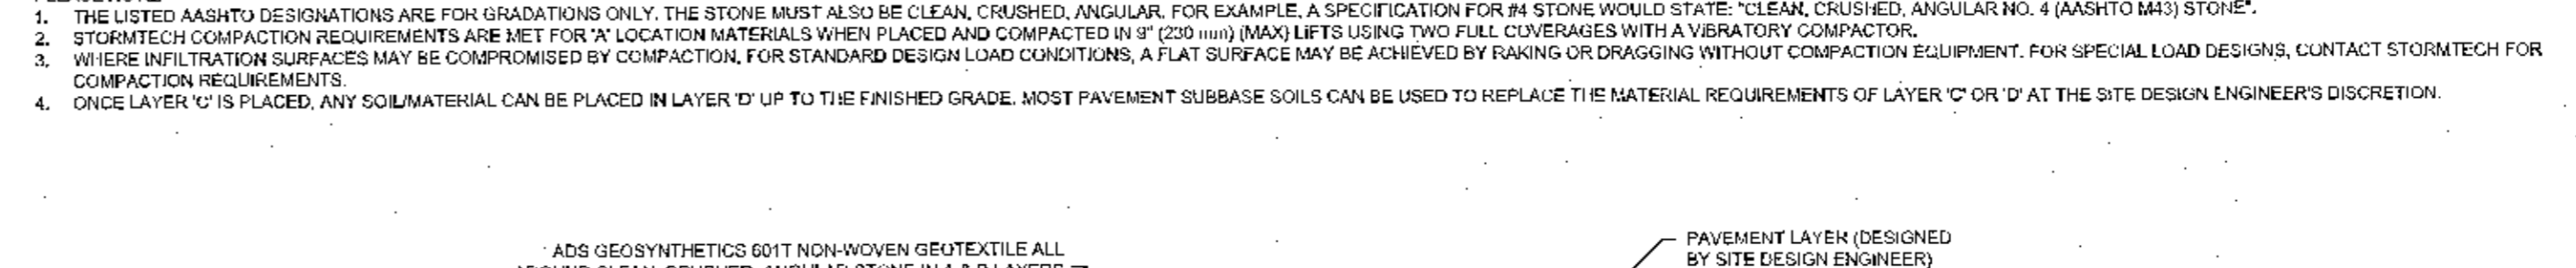 1. THE LISTED AASHTO DESIGNATIONS ARE FOR GRADATIONS ONLY. THE STONE MUST ALSO BE CLEAN, CRUSHED, ANGULAR. FOR EXAMPLE, A SPECIFICATION FOR #4 STONE WOULD STATE: "CLEAN, CRUSHED, ANGULAR NO. 4 (AASHTO M43) STONE".
2. STORMTECH COMPACTION REQUIREMENTS ARE MET FOR 'A' LOCATION MATERIALS WHEN PLACED AND COMPACTED IN 9" (230 mm) (MAX) LIFTS USING TWO FULL COVERAGES WITH A VIBRATORY COMPACTOR.
3. WHERE INFILTRATION SURFACES MAY BE COMPROMISED BY COMPACTION, FOR STANDARD DESIGN LOAD CONDITIONS, A FLAT SURFACE MAY BE ACHIEVED BY RAKING OR DRAGGING WITHOUT COMPACTION EQUIPMENT. FOR SPECIAL LOAD DESIGNS, CONTACT STORMTECH FOR
COMPACTION REQUIREMENTS.
4. ONCE LAYER 'C' IS PLACED, ANY SOIL/MATERIAL CAN BE PLACED IN LAYER 'D' UP TO THE FINISHED GRADE. MOST PAVEMENT SUBBASE SOILS CAN BE USED TO REPLACE THE MATERIAL REQUIREMENTS OF LAYER 'C' OR 'D' AT THE SITE DESIGN ENGINEER'S DISCRETION.
ADS GEOSYNTHETICS 601T NON-WOVEN GEOTEXTILE ALL
PAVEMENT LAYER (DESIGNED
BY SITE DESIGN ENGINEER)